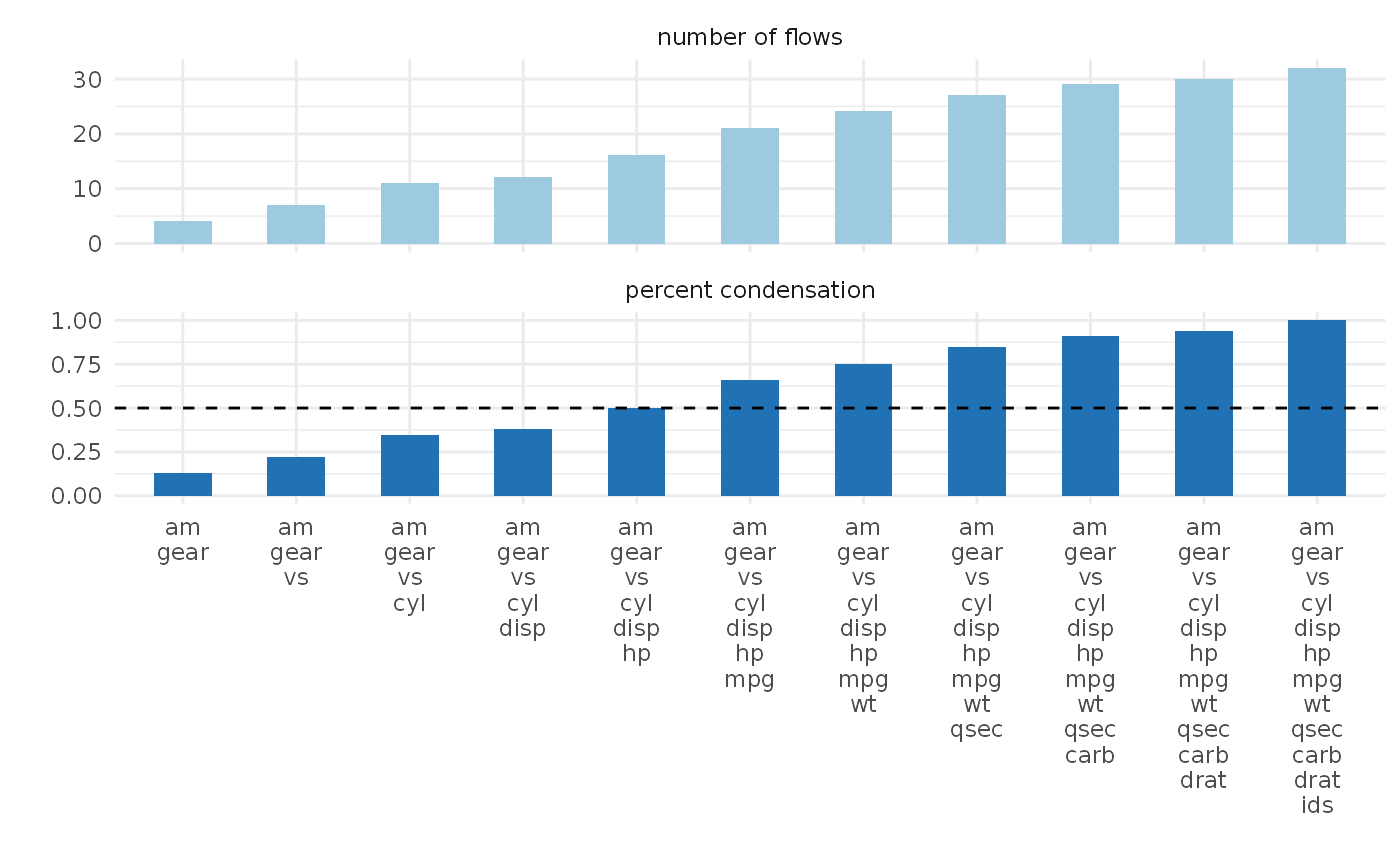 number of flows
30
20
10
0
percent condensation
1.00
0.75
0.50
0.25
0.00
am am am am am am am am am am am
gear gear gear gear gear gear gear gear gear gear gear
vs vs vs vs vs vs vs vs vs vs
cyl cyl cyl cyl cyl cyl cyl cyl cyl
disp disp disp disp disp disp disp disp
hp hp hp hp hp hp hp
mpg mpg mpg mpg mpg mpg
wt wt wt wt wt
qsec qsec qsec qsec
carb carb carb
drat drat
ids